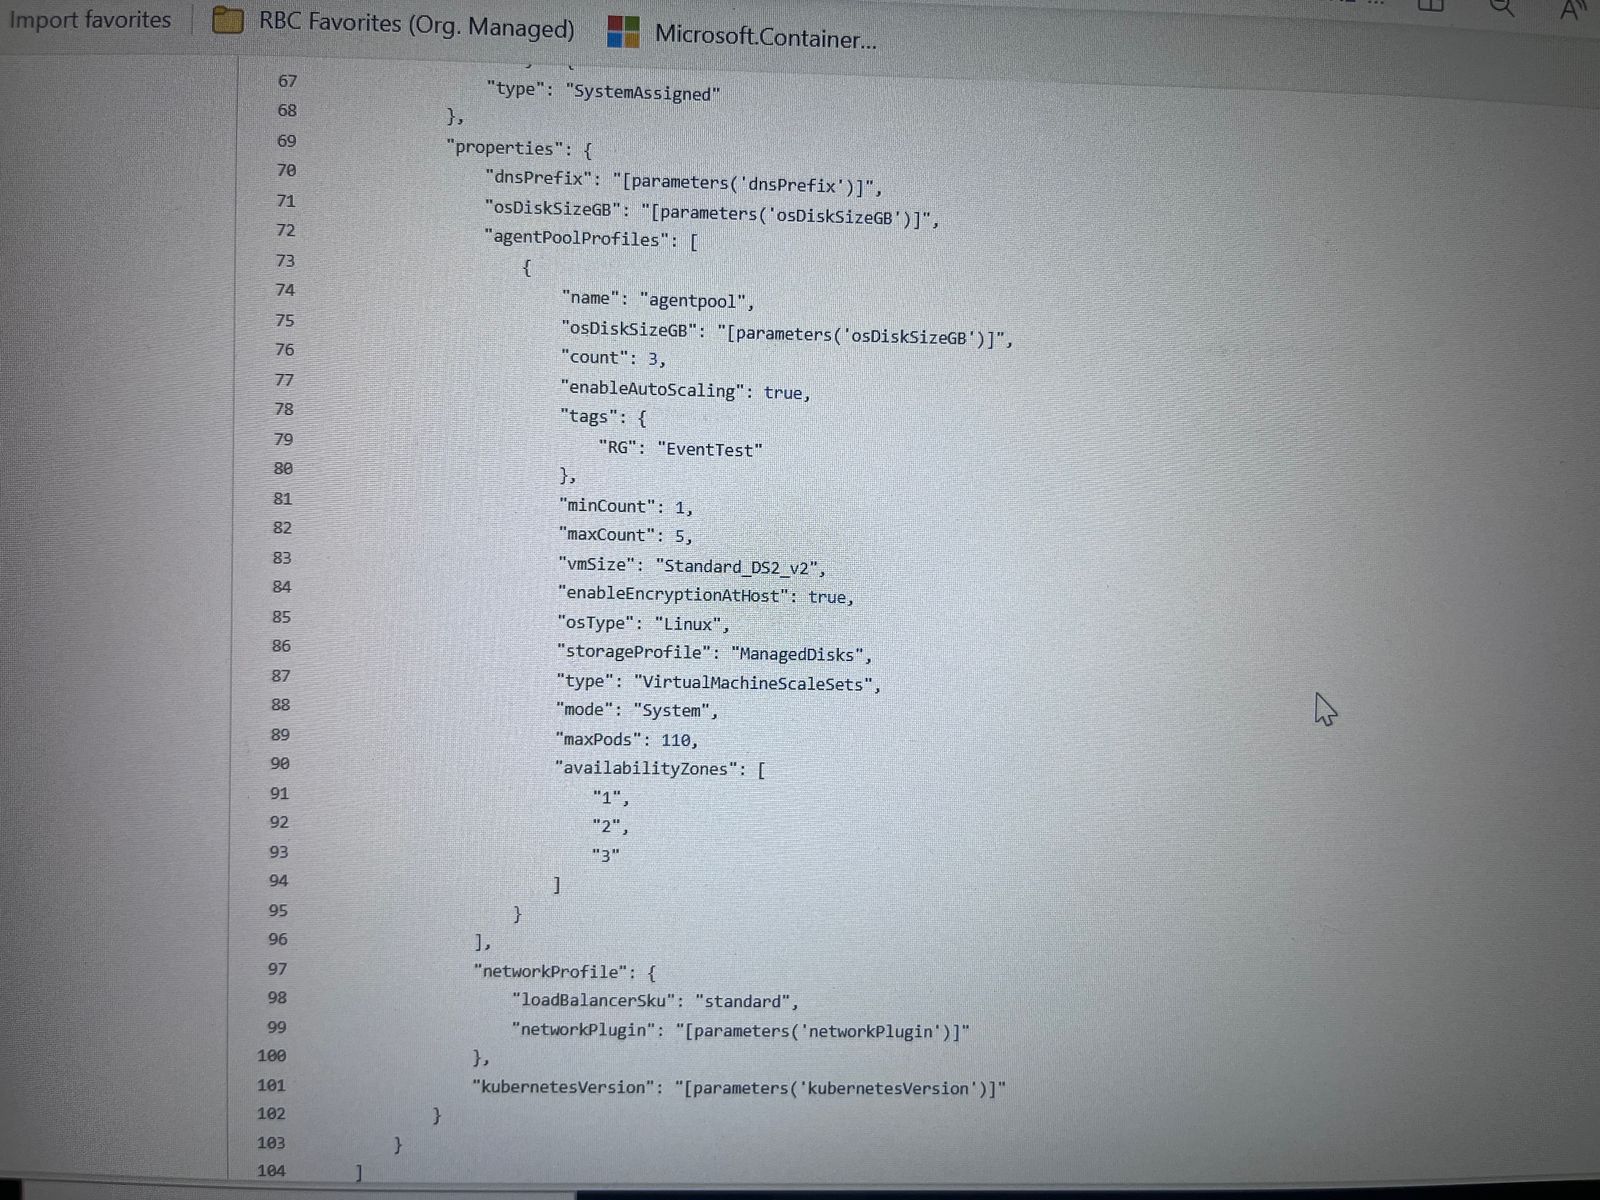 Import favorites RBC Favorites (Org. Managed) Microsoft.Container...
67 "type": "SystemAssigned"
68 },
69 "properties": {
70 "dnsPrefix": "[parameters('dnsPrefix')]",
71 "osDiskSizeGB": "[parameters('osDiskSizeGB')]",
72 "agentPoolProfiles": [
73 {
74 "name": "agentpool",
75 "osDiskSizeGB": "[parameters('osDiskSizeGB')]",
76 "count": 3,
77 "enableAutoScaling": true,
78 "tags": {
79 "RG": "EventTest"
80 },
81 "minCount": 1,
82 "maxCount": 5,
83 "vmSize": "Standard_DS2_v2",
84 "enableEncryptionAtHost": true,
85 "osType": "Linux",
86 "storageProfile": "ManagedDisks",
87 "type": "VirtualMachineScaleSets",
88 "mode": "System",
89 "maxPods": 110,
90 "availabilityZones": [
91 "1",
92 "2",
93 "3"
94 ]
95 }
96 ],
97 "networkProfile": {
98 "loadBalancerSku": "standard",
99 "networkPlugin": "[parameters('networkPlugin')]"
100 },
101 "kubernetesVersion": "[parameters('kubernetesVersion')]"
102 }
103 }
104 ]